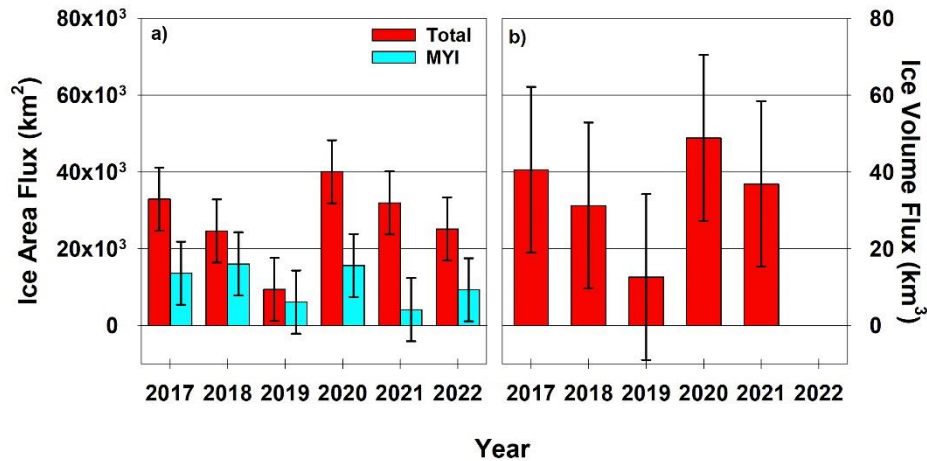 80x10³
60x10³
40x10³
20x10³
0
Ice Area Flux (km²)
a)
Total
MYI
2017 2018 2019 2020 2021 2022
b)
80
60
40
20
0
Ice Volume Flux (km³)
2017 2018 2019 2020 2021 2022
Year